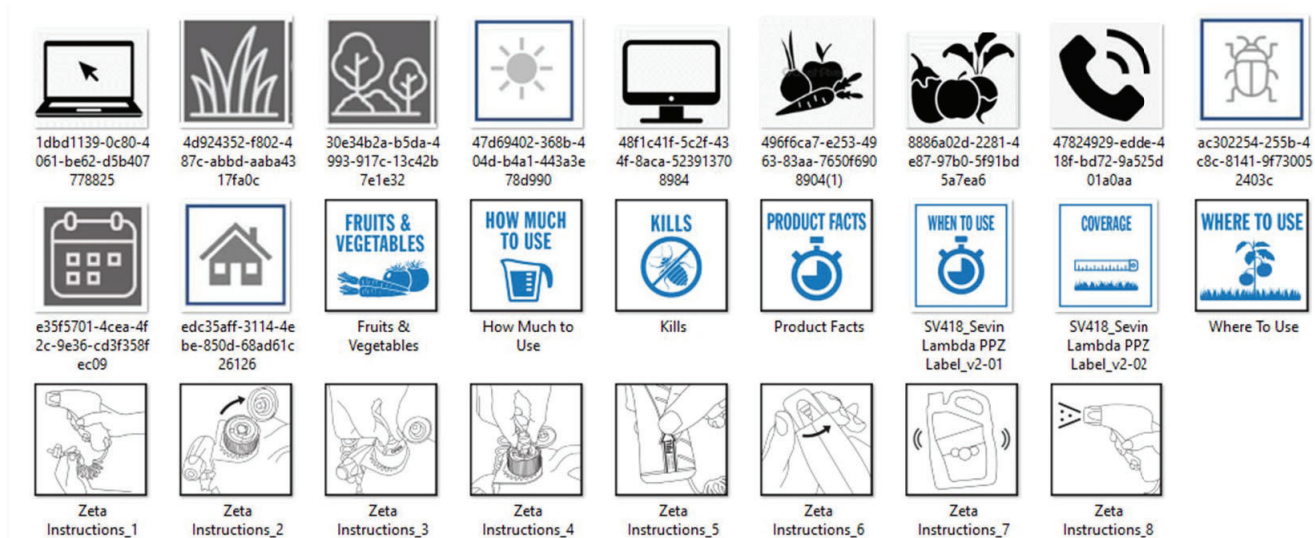 1dbd1139-0c80-4
061-be62-d5b407
778825
4d924352-f802-4
87c-abbd-aaba43
17fa0c
30e34b2a-b5da-4
993-917c-13c42b
7e1e32
47d69402-368b-4
04d-b4a1-443a3e
78d990
48f1c41f-5c2f-43
4f-8aca-52391370
8984
496f6ca7-e253-49
63-83aa-7650f690
8904(1)
8886a02d-2281-4
e87-97b0-5f91bd
5a7ea6
47824929-edde-4
18f-bd72-9a525d
01a0aa
ac302254-255b-4
c8c-8141-9f73005
2403c
e35f5701-4cea-4f
2c-9e36-cd3f358f
ec09
edc35aff-3114-4e
be-850d-68ad61c
26126
FRUITS &
VEGETABLES
Fruits &
Vegetables
HOW MUCH
TO USE
How Much to
Use
KILLS
Kills
PRODUCT FACTS
Product Facts
WHEN TO USE
SV418_Sevin
Lambda PPZ
Label_v2-01
COVERAGE
SV418_Sevin
Lambda PPZ
Label_v2-02
WHERE TO USE
Where To Use
Zeta
Instructions_1
Zeta
Instructions_2
Zeta
Instructions_3
Zeta
Instructions_4
Zeta
Instructions_5
Zeta
Instructions_6
Zeta
Instructions_7
Zeta
Instructions_8